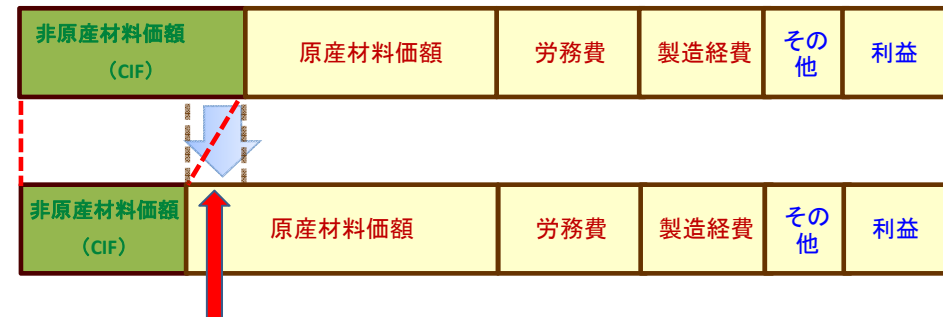 非原産材料価額
（CIF）
原産材料価額
労務費
製造経費
その
他
利益
非原産材料価額
（CIF）
原産材料価額
労務費
製造経費
その
他
利益